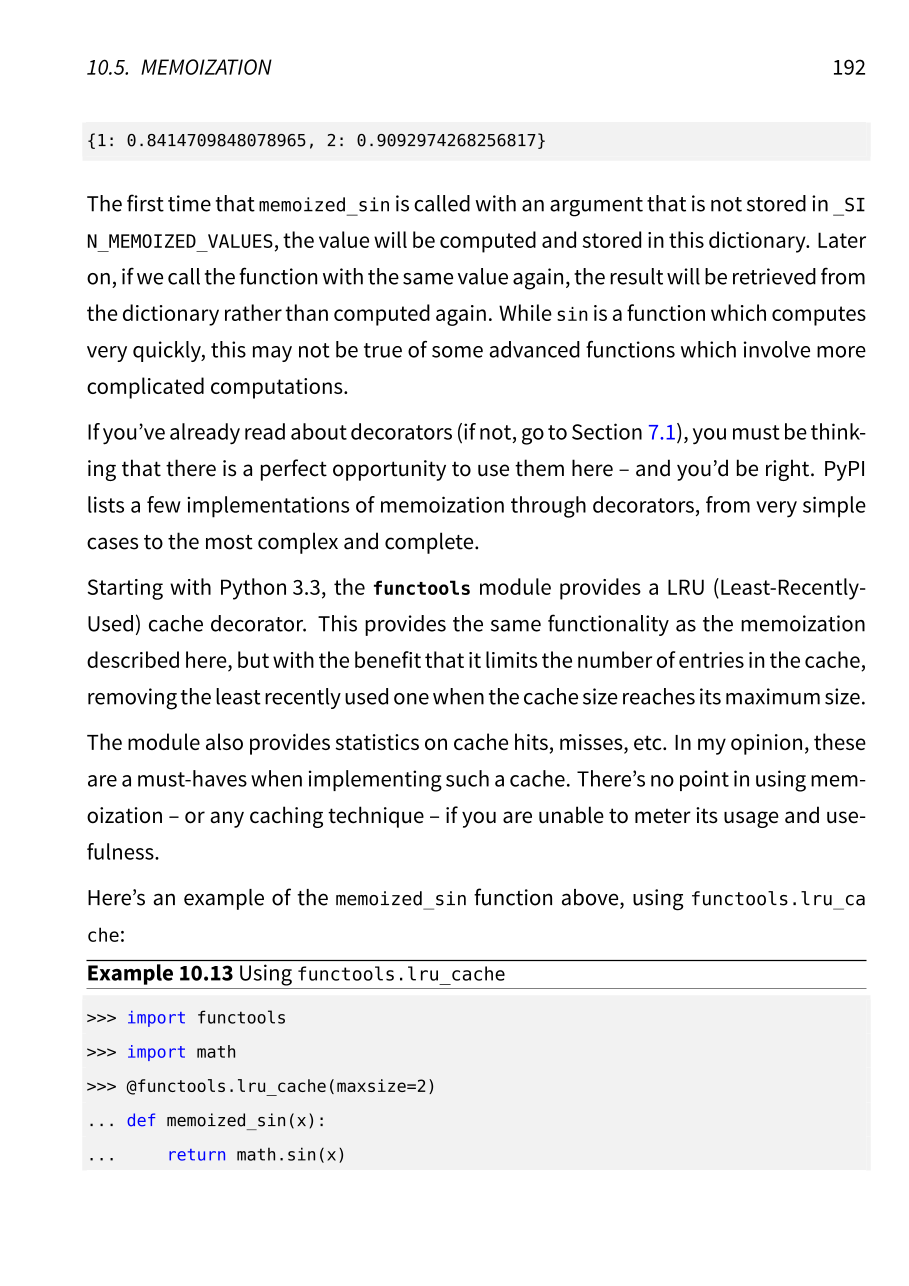 10.5. MEMOIZATION 192
{1: 0.8414709848078965, 2: 0.9092974268256817}
The first time that memoized_sin is called with an argument that is not stored in _SI
N_MEMOIZED_VALUES, the value will be computed and stored in this dictionary. Later
on, if we call the function with the same value again, the result will be retrieved from
the dictionary rather than computed again. While sin is a function which computes
very quickly, this may not be true of some advanced functions which involve more
complicated computations.
If you’ve already read about decorators (if not, go to Section 7.1), you must be think-
ing that there is a perfect opportunity to use them here – and you’d be right. PyPI
lists a few implementations of memoization through decorators, from very simple
cases to the most complex and complete.
Starting with Python 3.3, the functools module provides a LRU (Least-Recently-
Used) cache decorator. This provides the same functionality as the memoization
described here, but with the benefit that it limits the number of entries in the cache,
removing the least recently used one when the cache size reaches its maximum size.
The module also provides statistics on cache hits, misses, etc. In my opinion, these
are a must-haves when implementing such a cache. There’s no point in using mem-
oization – or any caching technique – if you are unable to meter its usage and use-
fulness.
Here’s an example of the memoized_sin function above, using functools.lru_ca
che:
Example 10.13 Using functools.lru_cache
>>> import functools
>>> import math
>>> @functools.lru_cache(maxsize=2)
... def memoized_sin(x):
...     return math.sin(x)